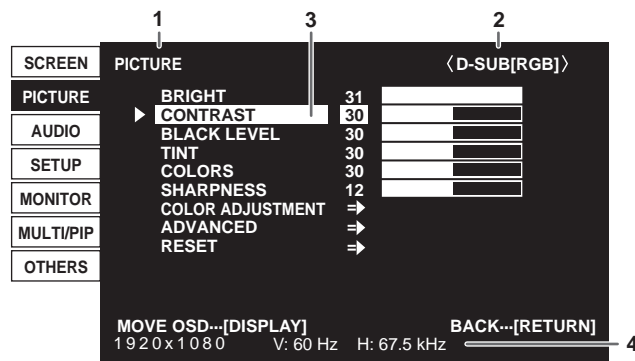 1 3 2
SCREEN
PICTURE
AUDIO
SETUP
MONITOR
MULTI/PIP
OTHERS
PICTURE 〈D-SUB[RGB]〉
BRIGHT 31
CONTRAST 30
BLACK LEVEL 30
TINT 30
COLORS 30
SHARPNESS 12
COLOR ADJUSTMENT
ADVANCED
RESET
MOVE OSD···[DISPLAY] BACK···[RETURN]
1920x1080 V: 60 Hz H: 67.5 kHz 4